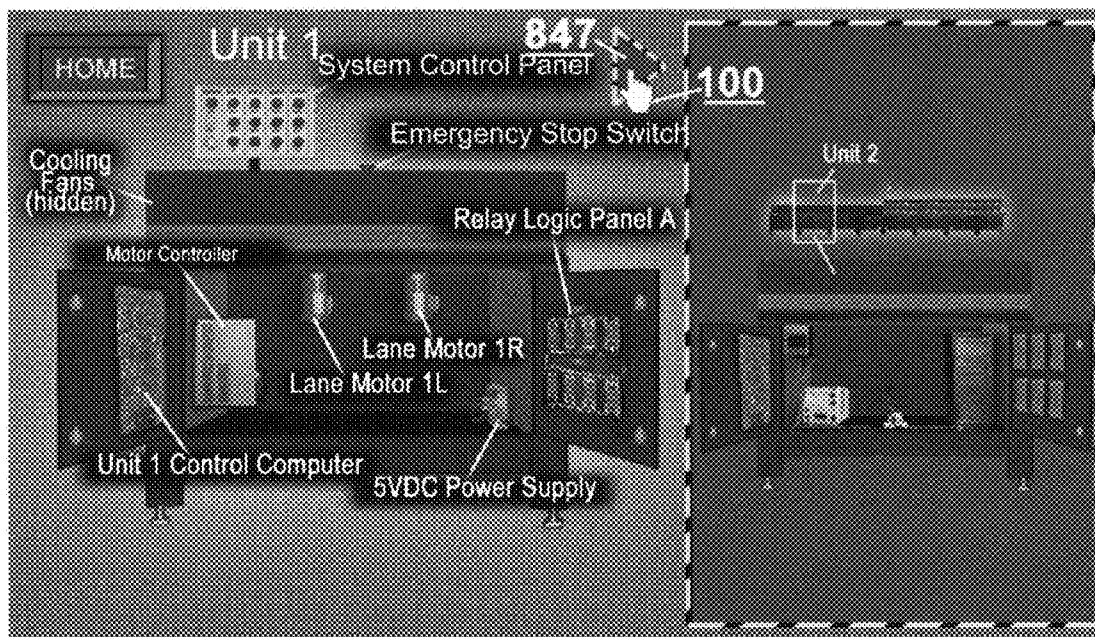 HOME
Unit 1
847
100
System Control Panel
Emergency Stop Switch
Cooling
Fans
(hidden)
Relay Logic Panel A
Motor Controller
Lane Motor 1R
Lane Motor 1L
Unit 1 Control Computer
5VDC Power Supply
Unit 2